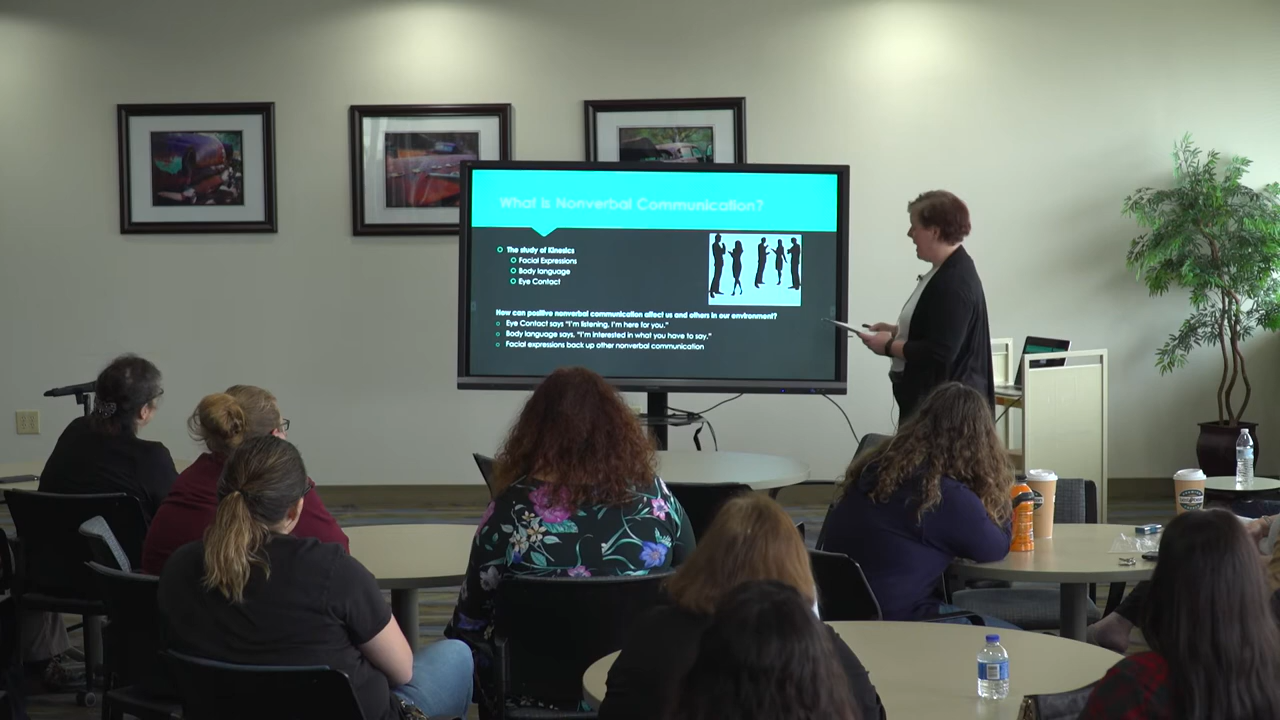 What is Nonverbal Communication?
The study of Kinesics
Facial Expressions
Body language
Eye Contact
How can positive nonverbal communication affect us and others in our environment?
Eye Contact says "I'm listening, I'm here for you."
Body language says, "I'm interested in what you have to say."
Facial expressions back up other nonverbal communication